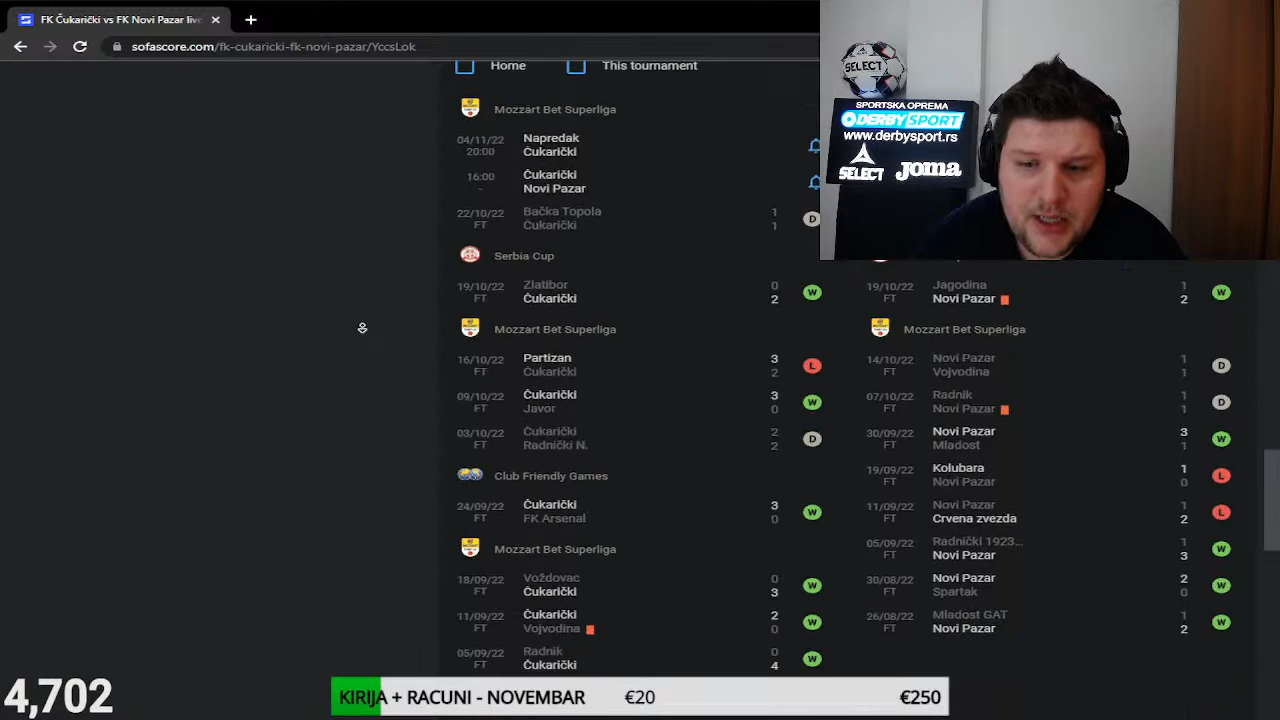 FK Čukarički vs FK Novi Pazar live
sofascore.com/fk-cukaricki-fk-novi-pazar/YccsLok
Home This tournament
Mozzart Bet Superliga
04/11/22 Napredak
20:00 Čukarički
16:00 Čukarički
- Novi Pazar
22/10/22 Bačka Topola 1
FT Čukarički 1
D
Serbia Cup
19/10/22 Zlatibor 0
FT Čukarički 2
W
Mozzart Bet Superliga
16/10/22 Partizan 3
FT Čukarički 2
L
09/10/22 Čukarički 3
FT Javor 0
W
03/10/22 Čukarički 2
FT Radnički N. 2
D
Club Friendly Games
24/09/22 Čukarički 3
FT FK Arsenal 0
W
Mozzart Bet Superliga
18/09/22 Voždovac 0
FT Čukarički 3
W
11/09/22 Čukarički 2
FT Vojvodina 0
W
05/09/22 Radnik 0
FT Čukarički 4
W
19/10/22 Jagodina 1
FT Novi Pazar 2
W
Mozzart Bet Superliga
14/10/22 Novi Pazar 1
FT Vojvodina 1
D
07/10/22 Radnik 1
FT Novi Pazar 1
D
30/09/22 Novi Pazar 3
FT Mladost 1
W
19/09/22 Kolubara 1
FT Novi Pazar 0
L
11/09/22 Novi Pazar 1
FT Crvena zvezda 2
L
05/09/22 Radnički 1923... 1
FT Novi Pazar 3
W
30/08/22 Novi Pazar 2
FT Spartak 0
W
26/08/22 Mladost GAT 1
FT Novi Pazar 2
W
SELECT
SPORTSKA OPREMA
DERBYSPORT
www.derbysport.rs
SELECT Joma
4,702
KIRIJA + RACUNI - NOVEMBAR €20 €250